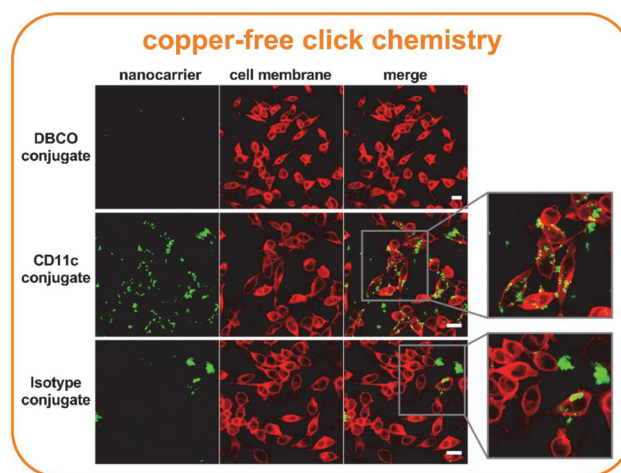 copper-free click chemistry
nanocarrier cell membrane merge
DBCO
conjugate
CD11c
conjugate
Isotype
conjugate